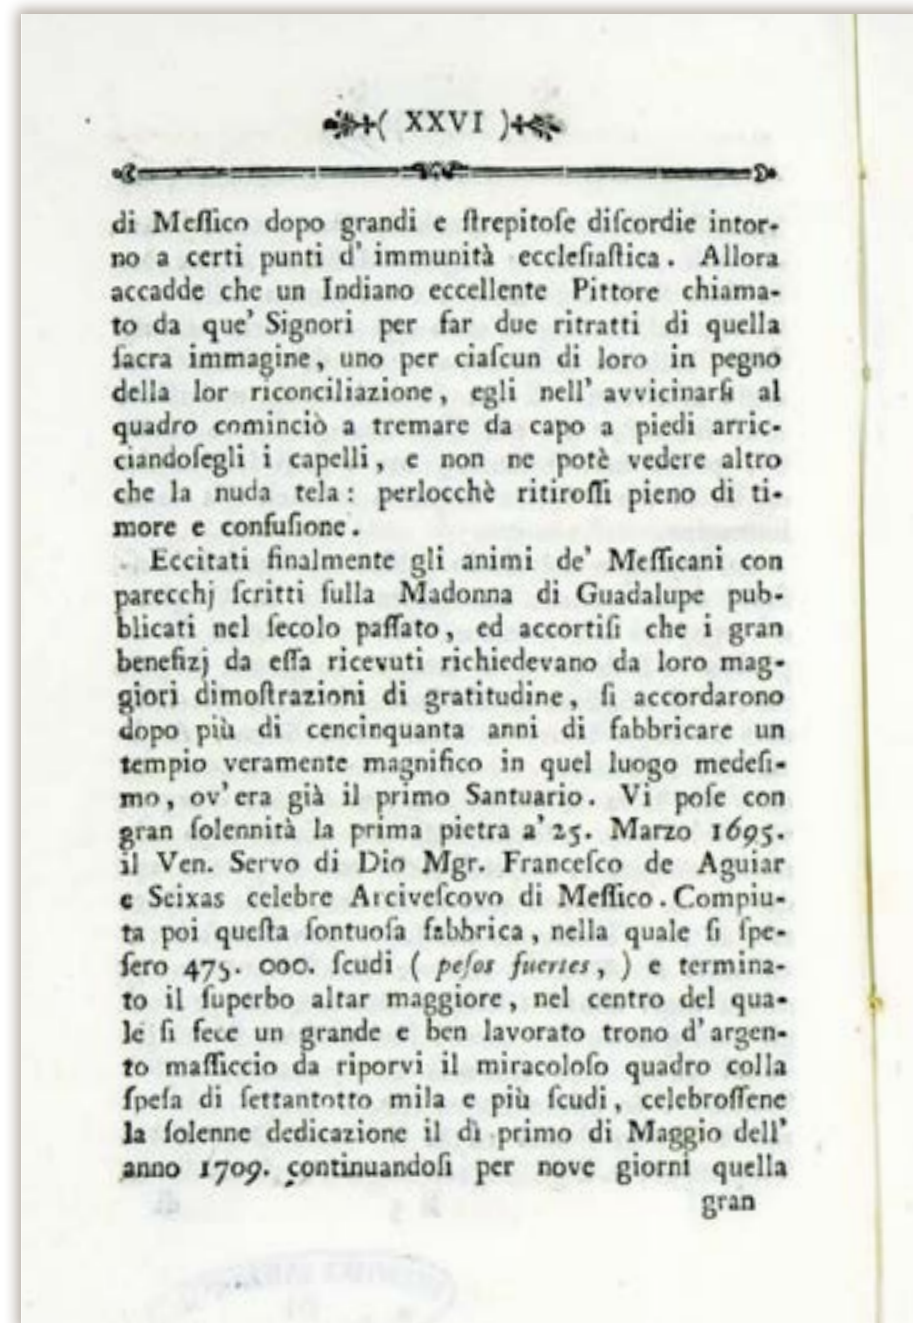 ( XXVI )
di Meſſico dopo grandi e ſtrepitoſe diſcordie intor-
no a certi punti d' immunità eccleſiaſtica. Allora
accadde che un Indiano eccellente Pittore chiama-
to da que' Signori per far due ritratti di quella
ſacra immagine, uno per ciaſcun di loro in pegno
della lor riconciliazione, egli nell' avvicinarſi al
quadro cominciò a tremare da capo a piedi arric-
ciandoſegli i capelli, e non ne potè vedere altro
che la nuda tela: perlocchè ritiroſſi pieno di ti-
more e confuſione.
Eccitati finalmente gli animi de' Meſſicani con
parecchj ſcritti ſulla Madonna di Guadalupe pub-
blicati nel ſecolo paſſato, ed accortiſi che i gran
benefizj da eſſa ricevuti richiedevano da loro mag-
giori dimoſtrazioni di gratitudine, ſi accordarono
dopo più di cencinquanta anni di fabbricare un
tempio veramente magnifico in quel luogo medeſi-
mo, ov'era già il primo Santuario. Vi poſe con
gran ſolennità la prima pietra a' 25. Marzo 1695.
il Ven. Servo di Dio Mgr. Franceſco de Aguiar
e Seixas celebre Arciveſcovo di Meſſico. Compiu-
ta poi queſta ſontuoſa fabbrica, nella quale ſi ſpe-
ſero 475. 000. ſcudi ( peſos fuertes, ) e termina-
to il ſuperbo altar maggiore, nel centro del qua-
le ſi fece un grande e ben lavorato trono d'argen-
to maſſiccio da riporvi il miracoloſo quadro colla
ſpeſa di ſettantotto mila e più ſcudi, celebroſſene
la ſolenne dedicazione il dì primo di Maggio dell'
anno 1709. continuandoſi per nove giorni quella
gran